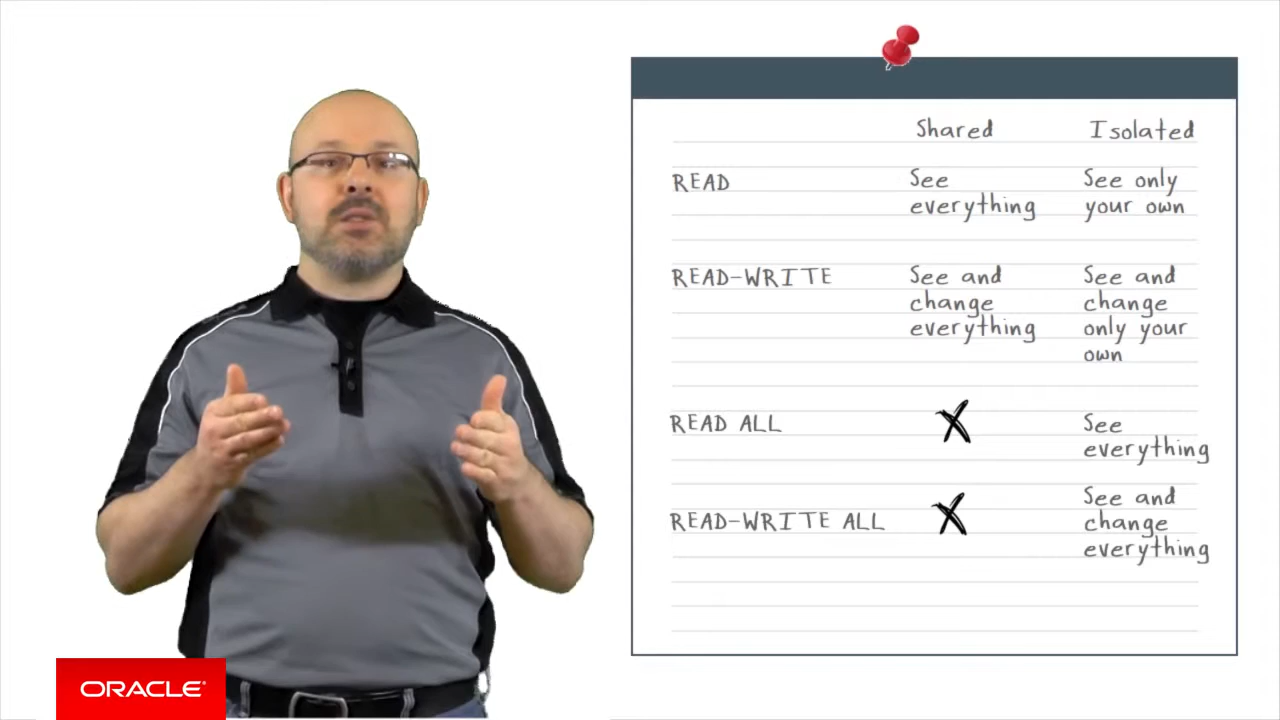 Shared Isolated
READ See everything See only your own
READ-WRITE See and change everything See and change only your own
READ ALL X See everything
READ-WRITE ALL X See and change everything
ORACLE